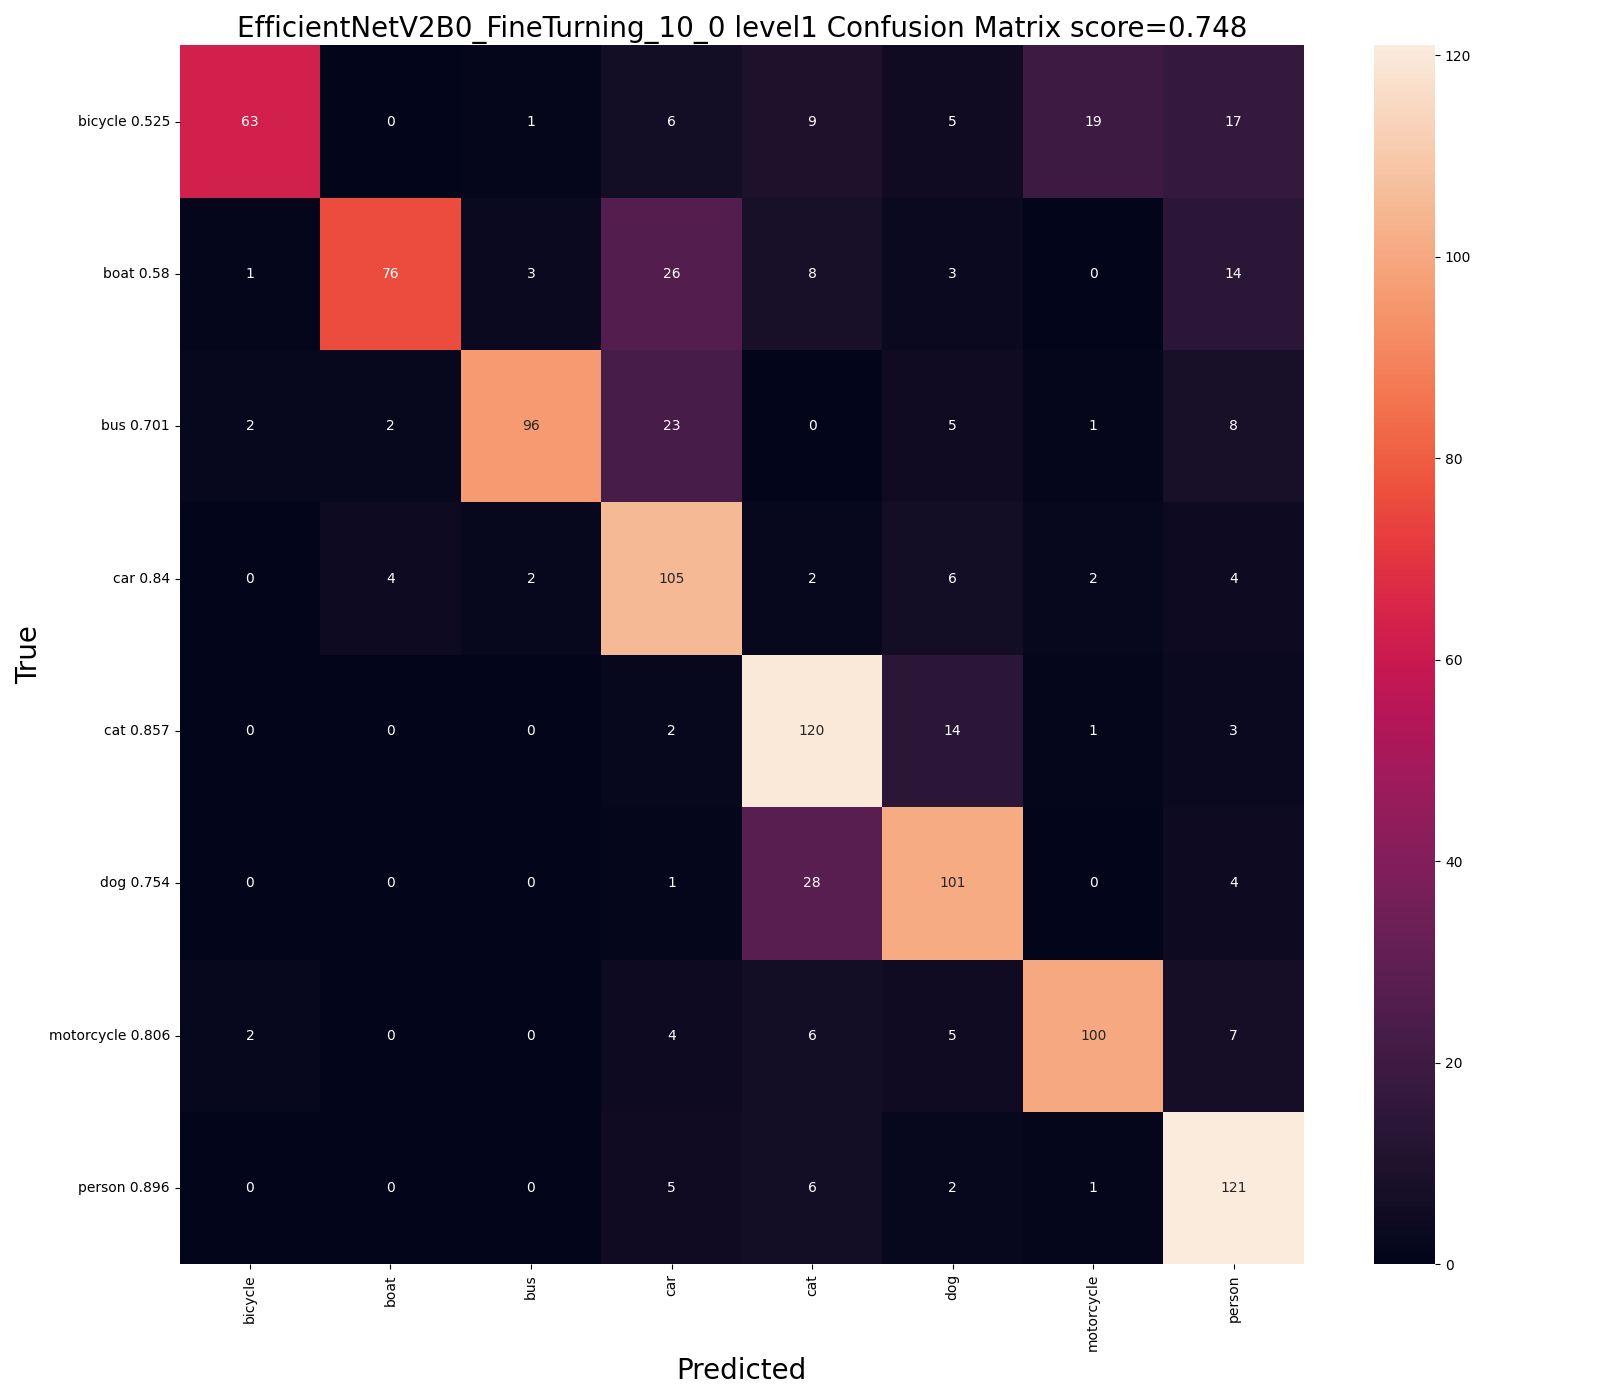 EfficientNetV2B0_FineTurning_10_0 level1 Confusion Matrix score=0.748
bicycle 0.525 63 0 1 6 9 5 19 17
boat 0.58 1 76 3 26 8 3 0 14
bus 0.701 2 2 96 23 0 5 1 8
car 0.84 0 4 2 105 2 6 2 4
cat 0.857 0 0 0 2 120 14 1 3
dog 0.754 0 0 0 1 28 101 0 4
motorcycle 0.806 2 0 0 4 6 5 100 7
person 0.896 0 0 0 5 6 2 1 121
bicycle boat bus car cat dog motorcycle person
True
Predicted
120
100
80
60
40
20
0